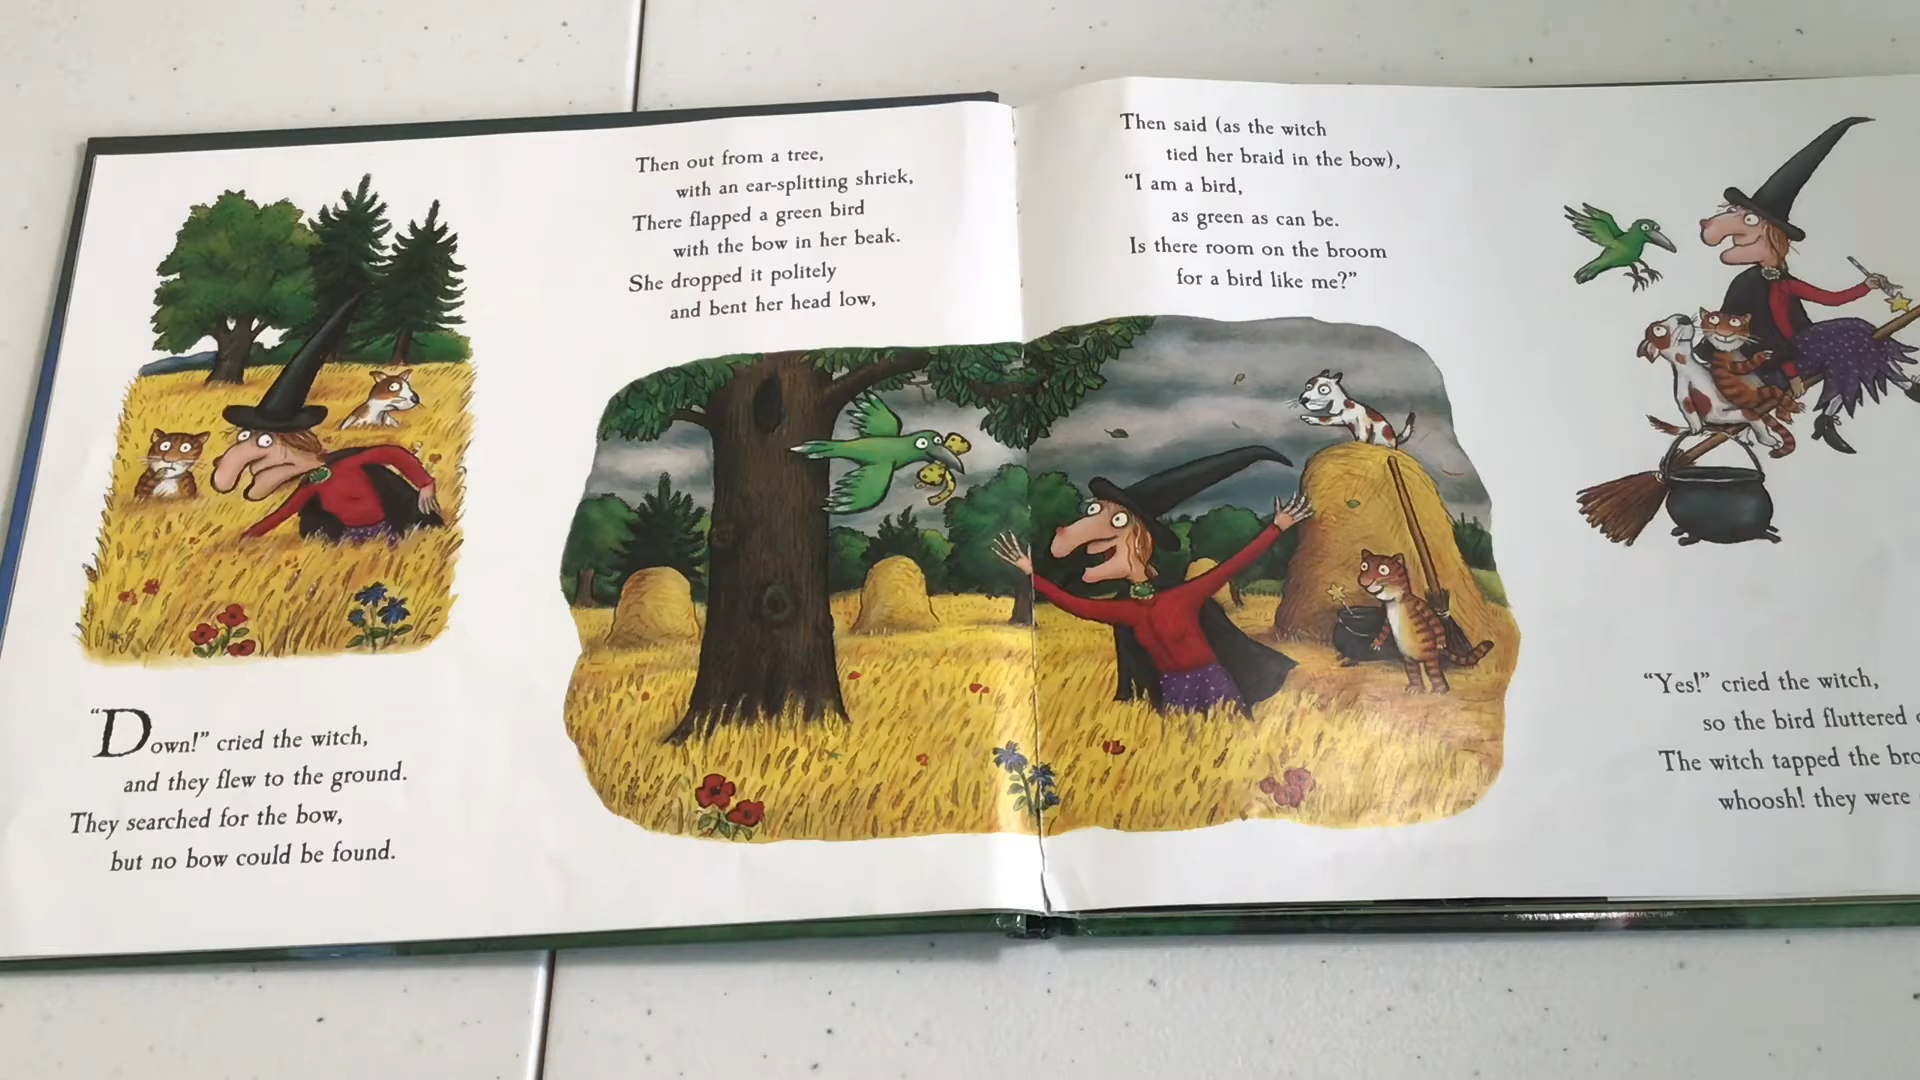 "Down!" cried the witch,
and they flew to the ground.
They searched for the bow,
but no bow could be found.
Then out from a tree,
with an ear-splitting shriek,
There flapped a green bird
with the bow in her beak.
She dropped it politely
and bent her head low,
Then said (as the witch
tied her braid in the bow),
"I am a bird,
as green as can be.
Is there room on the broom
for a bird like me?"
"Yes!" cried the witch,
so the bird fluttered
The witch tapped the
whoosh! they were